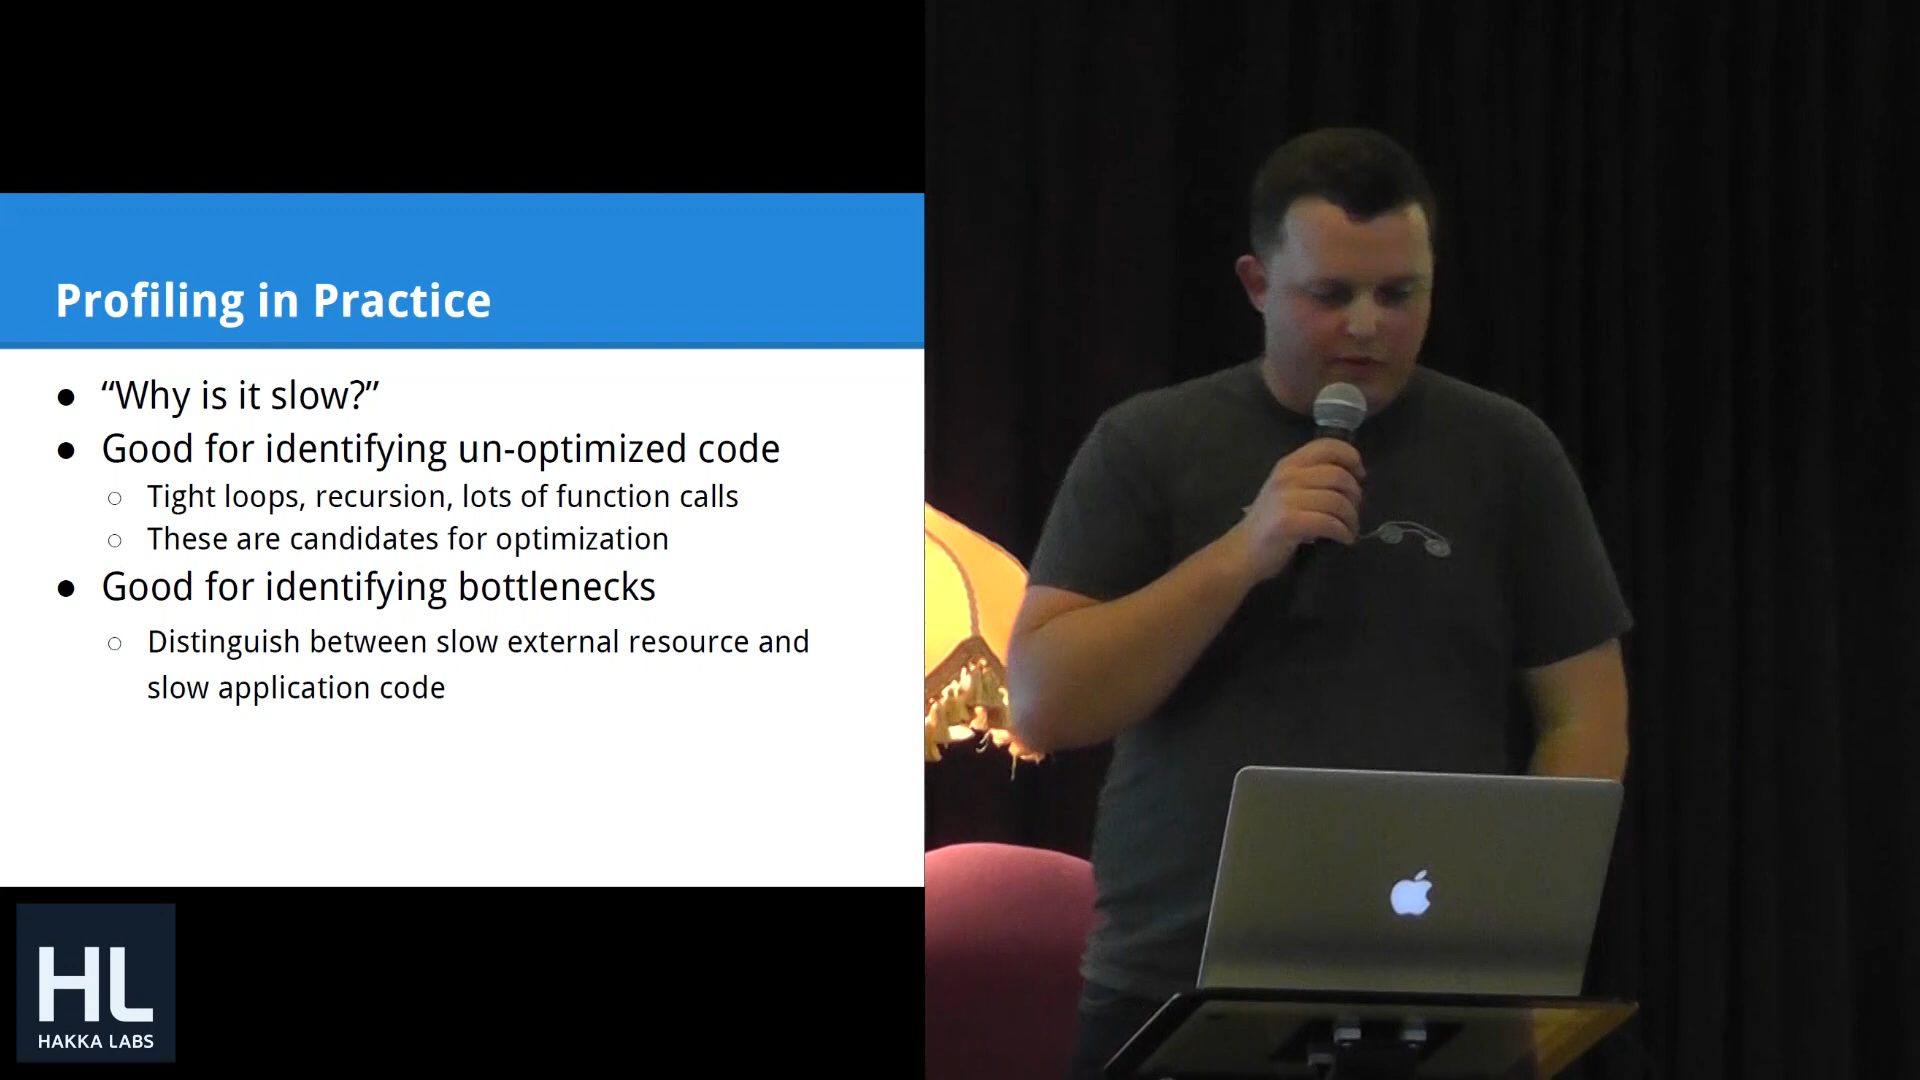 Profiling in Practice
● “Why is it slow?”
● Good for identifying un-optimized code
○ Tight loops, recursion, lots of function calls
○ These are candidates for optimization
● Good for identifying bottlenecks
○ Distinguish between slow external resource and
slow application code
HL
HAKKA LABS